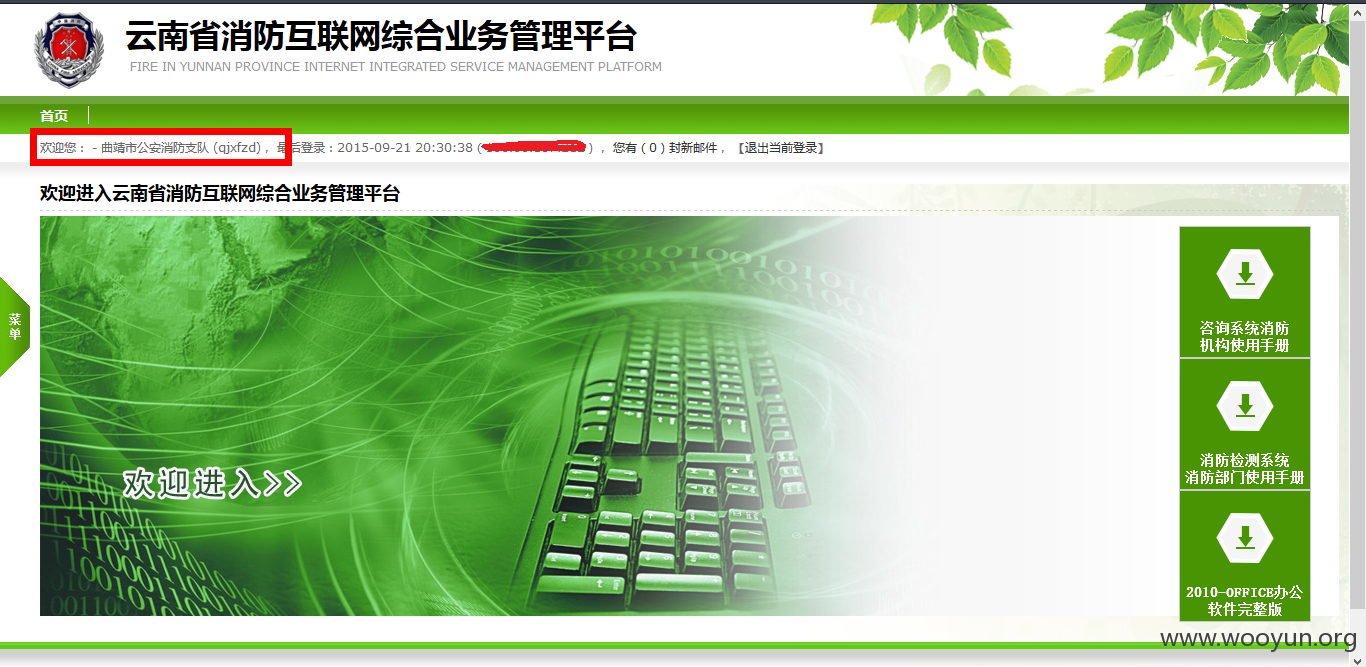 云南省消防互联网综合业务管理平台
FIRE IN YUNNAN PROVINCE INTERNET INTEGRATED SERVICE MANAGEMENT PLATFORM
首页
欢迎您： - 曲靖市公安消防支队 (qjxfzd) ， 最后登录：2015-09-21 20:30:38 ( ) ， 您有 ( 0 ) 封新邮件， 【退出当前登录】
欢迎进入云南省消防互联网综合业务管理平台
菜单
欢迎进入>>
咨询系统消防
机构使用手册
消防检测系统
消防部门使用手册
2010-OFFICE办公
软件完整版
www.wooyun.org